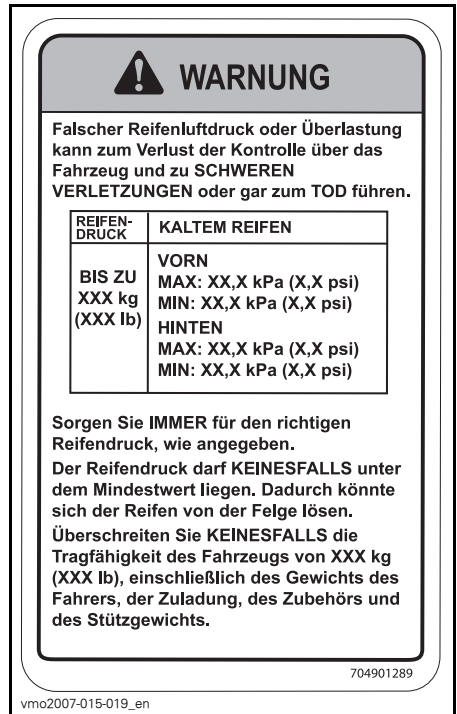 WARNUNG
Falscher Reifenluftdruck oder Überlastung
kann zum Verlust der Kontrolle über das
Fahrzeug und zu SCHWEREN
VERLETZUNGEN oder gar zum TOD führen.
REIFEN-
DRUCK
KALTEM REIFEN
BIS ZU
XXX kg
(XXX lb)
VORN
MAX: XX,X kPa (X,X psi)
MIN: XX,X kPa (X,X psi)
HINTEN
MAX: XX,X kPa (X,X psi)
MIN: XX,X kPa (X,X psi)
Sorgen Sie IMMER für den richtigen
Reifendruck, wie angegeben.
Der Reifendruck darf KEINESFALLS unter
dem Mindestwert liegen. Dadurch könnte
sich der Reifen von der Felge lösen.
Überschreiten Sie KEINESFALLS die
Tragfähigkeit des Fahrzeugs von XXX kg
(XXX lb), einschließlich des Gewichts des
Fahrers, der Zuladung, des Zubehörs und
des Stützgewichts.
704901289
vmo2007-015-019_en